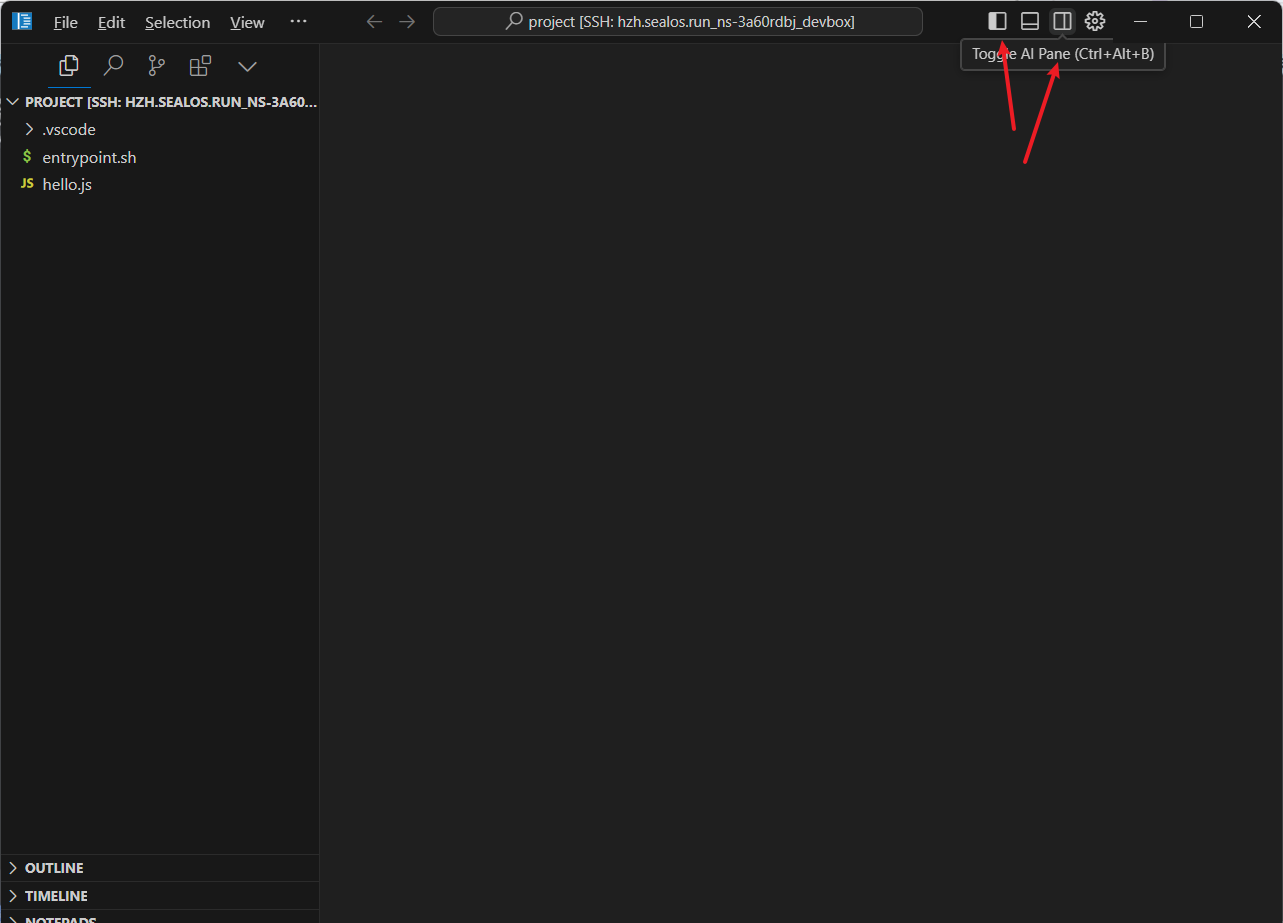 File Edit Selection View ··· project [SSH: hzh.sealos.run_ns-3a60rdbj_devbox]
Toggle AI Pane (Ctrl+Alt+B)
PROJECT [SSH: HZH.SEALOS.RUN_NS-3A60...
.vscode
$ entrypoint.sh
JS hello.js
OUTLINE
TIMELINE
NOTEPADS